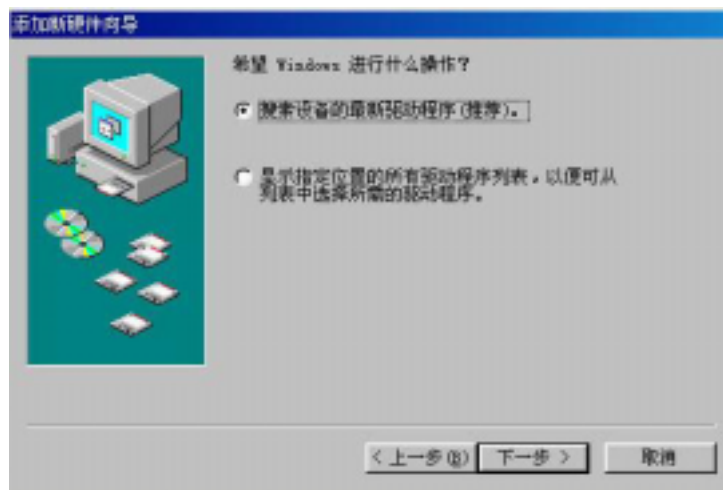 添加新硬件向导
希望 Windows 进行什么操作?
搜索设备的最新驱动程序(推荐)。
显示指定位置的所有驱动程序列表，以便可从
列表中选择所需的驱动程序。
< 上一步(B)
下一步 >
取消